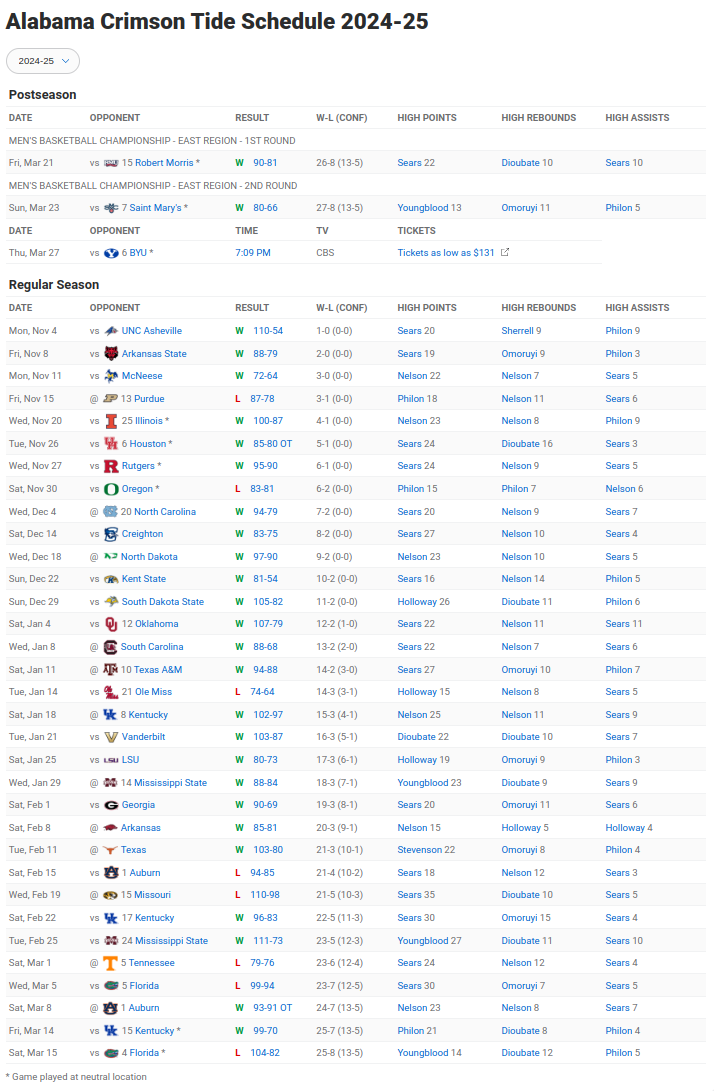 Alabama Crimson Tide Schedule 2024-25
2024-25
Postseason
DATE OPPONENT RESULT W-L (CONF) HIGH POINTS HIGH REBOUNDS HIGH ASSISTS
MEN'S BASKETBALL CHAMPIONSHIP - EAST REGION - 1ST ROUND
Fri, Mar 21 vs 15 Robert Morris * W 90-81 26-8 (13-5) Sears 22 Dioubate 10 Sears 10
MEN'S BASKETBALL CHAMPIONSHIP - EAST REGION - 2ND ROUND
Sun, Mar 23 vs 7 Saint Mary's * W 80-66 27-8 (13-5) Youngblood 13 Omoruyi 11 Philon 5
DATE OPPONENT TIME TV TICKETS
Thu, Mar 27 vs 6 BYU * 7:09 PM CBS Tickets as low as $131
Regular Season
DATE OPPONENT RESULT W-L (CONF) HIGH POINTS HIGH REBOUNDS HIGH ASSISTS
Mon, Nov 4 vs UNC Asheville W 110-54 1-0 (0-0) Sears 20 Sherrell 9 Philon 9
Fri, Nov 8 vs Arkansas State W 88-79 2-0 (0-0) Sears 19 Omoruyi 9 Philon 3
Mon, Nov 11 vs McNeese W 72-64 3-0 (0-0) Nelson 22 Nelson 7 Sears 5
Fri, Nov 15 @ 13 Purdue L 87-78 3-1 (0-0) Philon 18 Nelson 11 Sears 6
Wed, Nov 20 vs 25 Illinois * W 100-87 4-1 (0-0) Nelson 23 Nelson 8 Philon 9
Tue, Nov 26 vs 6 Houston * W 85-80 OT 5-1 (0-0) Sears 24 Dioubate 16 Sears 3
Wed, Nov 27 vs Rutgers * W 95-90 6-1 (0-0) Sears 24 Nelson 9 Sears 5
Sat, Nov 30 vs Oregon * L 83-81 6-2 (0-0) Philon 15 Philon 7 Nelson 6
Wed, Dec 4 @ 20 North Carolina W 94-79 7-2 (0-0) Sears 20 Nelson 9 Sears 7
Sat, Dec 14 vs Creighton W 83-75 8-2 (0-0) Sears 27 Nelson 10 Sears 4
Wed, Dec 18 @ North Dakota W 97-90 9-2 (0-0) Nelson 23 Nelson 10 Sears 5
Sun, Dec 22 vs Kent State W 81-54 10-2 (0-0) Sears 16 Nelson 14 Philon 5
Sun, Dec 29 vs South Dakota State W 105-82 11-2 (0-0) Holloway 26 Dioubate 11 Philon 6
Sat, Jan 4 vs 12 Oklahoma W 107-79 12-2 (1-0) Sears 22 Nelson 11 Sears 11
Wed, Jan 8 @ South Carolina W 88-68 13-2 (2-0) Sears 22 Nelson 7 Sears 6
Sat, Jan 11 @ 10 Texas A&M W 94-88 14-2 (3-0) Sears 27 Omoruyi 10 Philon 7
Tue, Jan 14 vs 21 Ole Miss L 74-64 14-3 (3-1) Holloway 15 Nelson 8 Sears 5
Sat, Jan 18 @ 8 Kentucky W 102-97 15-3 (4-1) Nelson 25 Nelson 11 Sears 9
Tue, Jan 21 vs Vanderbilt W 103-87 16-3 (5-1) Dioubate 22 Dioubate 10 Sears 7
Sat, Jan 25 vs LSU W 80-73 17-3 (6-1) Holloway 19 Omoruyi 9 Philon 3
Wed, Jan 29 @ 14 Mississippi State W 88-84 18-3 (7-1) Youngblood 23 Dioubate 9 Sears 9
Sat, Feb 1 vs Georgia W 90-69 19-3 (8-1) Sears 20 Omoruyi 11 Sears 6
Sat, Feb 8 @ Arkansas W 85-81 20-3 (9-1) Nelson 15 Holloway 5 Holloway 4
Tue, Feb 11 @ Texas W 103-80 21-3 (10-1) Stevenson 22 Omoruyi 8 Philon 4
Sat, Feb 15 vs 1 Auburn L 94-85 21-4 (10-2) Sears 18 Nelson 12 Sears 3
Wed, Feb 19 @ 15 Missouri L 110-98 21-5 (10-3) Sears 35 Dioubate 10 Sears 5
Sat, Feb 22 vs 17 Kentucky W 96-83 22-5 (11-3) Sears 30 Omoruyi 15 Sears 4
Tue, Feb 25 vs 24 Mississippi State W 111-73 23-5 (12-3) Youngblood 27 Dioubate 11 Sears 10
Sat, Mar 1 @ 5 Tennessee L 79-76 23-6 (12-4) Sears 24 Nelson 12 Sears 4
Wed, Mar 5 vs 5 Florida L 99-94 23-7 (12-5) Sears 30 Omoruyi 7 Sears 5
Sat, Mar 8 @ 1 Auburn W 93-91 OT 24-7 (13-5) Nelson 23 Nelson 8 Sears 7
Fri, Mar 14 vs 15 Kentucky * W 99-70 25-7 (13-5) Philon 21 Dioubate 8 Philon 4
Sat, Mar 15 vs 4 Florida * L 104-82 25-8 (13-5) Youngblood 14 Dioubate 12 Philon 5
* Game played at neutral location